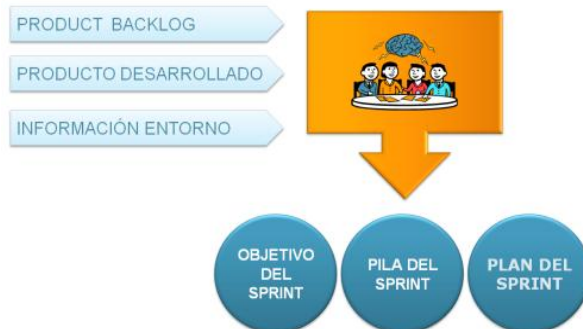 PRODUCT BACKLOG
PRODUCTO DESARROLLADO
INFORMACIÓN ENTORNO
OBJETIVO
DEL
SPRINT
PILA DEL
SPRINT
PLAN DEL
SPRINT